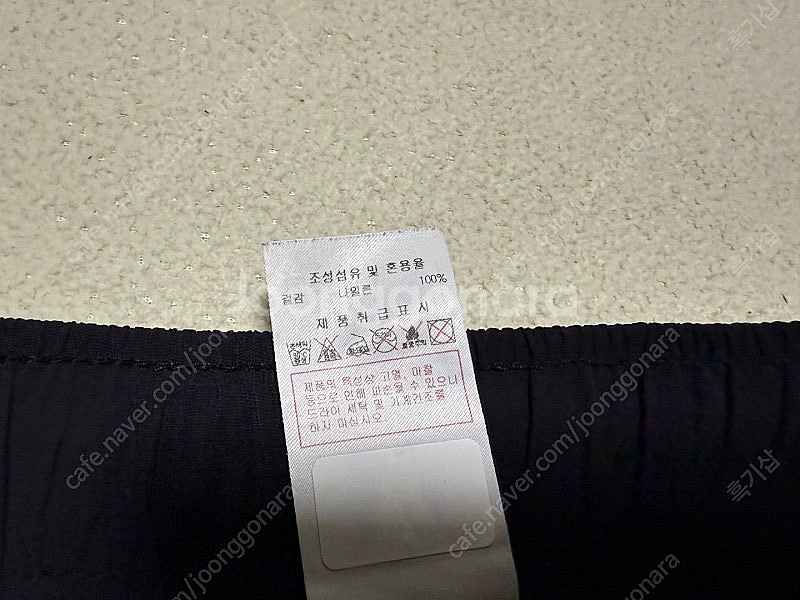 조성섬유 및 혼용율
겉감 나일론 100%
제품취급표시
제품의 특성상 고열, 마찰
등으로 인해 파손될 수 있으니
드라이 세탁 및 기계건조를
하지 마십시오.
joonggonara
cafe.naver.com/joonggonara
흑기삽